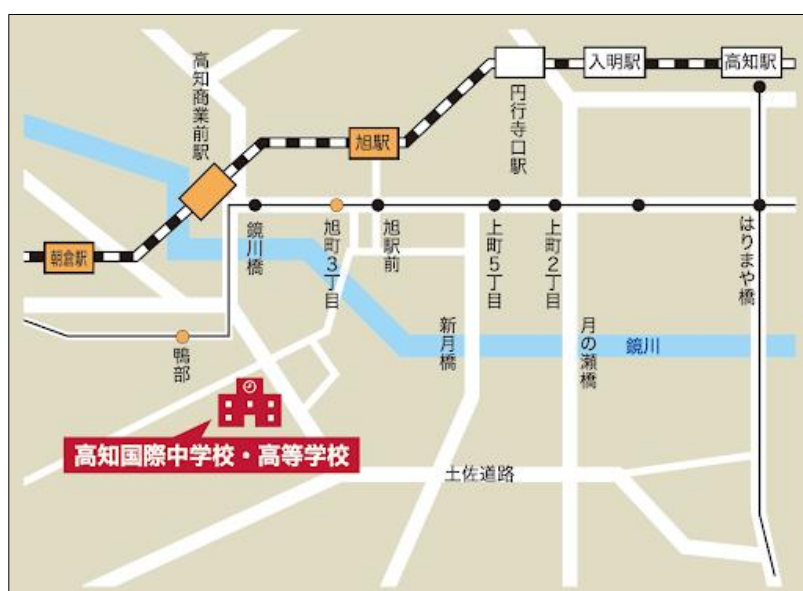 高知商業前駅
旭駅
円行寺口駅
入明駅
高知駅
朝倉駅
鏡川橋
旭町3丁目
旭駅前
上町5丁目
上町2丁目
はりまや橋
鴨部
新月橋
月の瀬橋
鏡川
高知国際中学校・高等学校
土佐道路